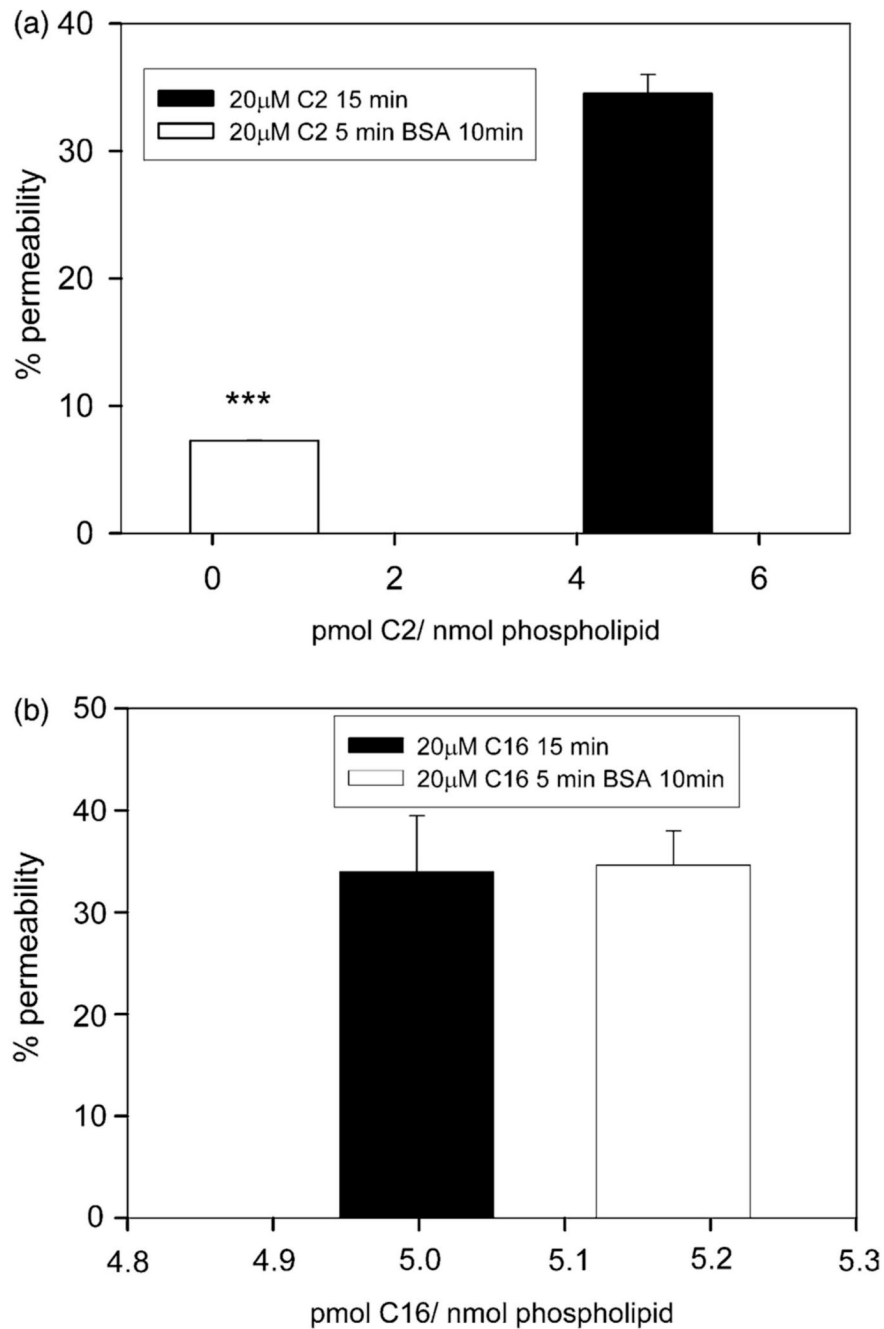 (a)
40
30
20
10
0
% permeability
20μM C2 15 min
20μM C2 5 min BSA 10min
***
0 2 4 6
pmol C2/ nmol phospholipid
(b)
50
40
30
20
10
0
% permeability
20μM C16 15 min
20μM C16 5 min BSA 10min
4.8 4.9 5.0 5.1 5.2 5.3
pmol C16/ nmol phospholipid